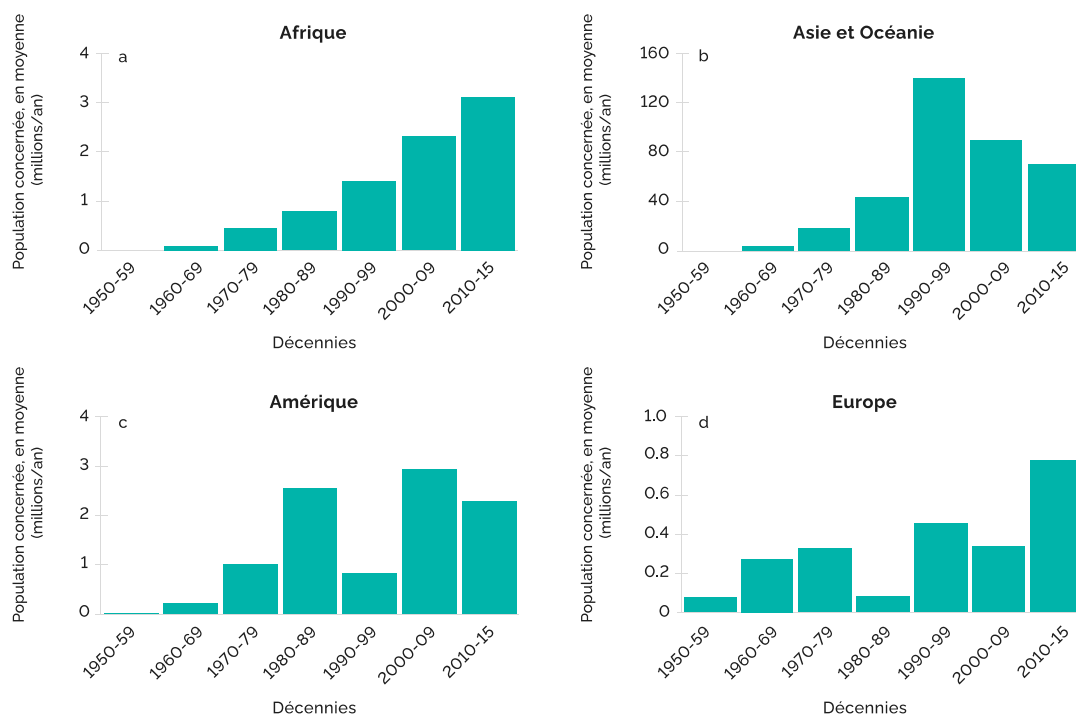 Afrique
a
Population concernée, en moyenne
(millions/an)
4
3
2
1
0
1950-59
1960-69
1970-79
1980-89
1990-99
2000-09
2010-15
Décennies
Asie et Océanie
b
Population concernée, en moyenne
(millions/an)
160
120
80
40
0
1950-59
1960-69
1970-79
1980-89
1990-99
2000-09
2010-15
Décennies
Amérique
c
Population concernée, en moyenne
(millions/an)
4
3
2
1
0
1950-59
1960-69
1970-79
1980-89
1990-99
2000-09
2010-15
Décennies
Europe
d
Population concernée, en moyenne
(millions/an)
1.0
0.8
0.6
0.4
0.2
0
1950-59
1960-69
1970-79
1980-89
1990-99
2000-09
2010-15
Décennies